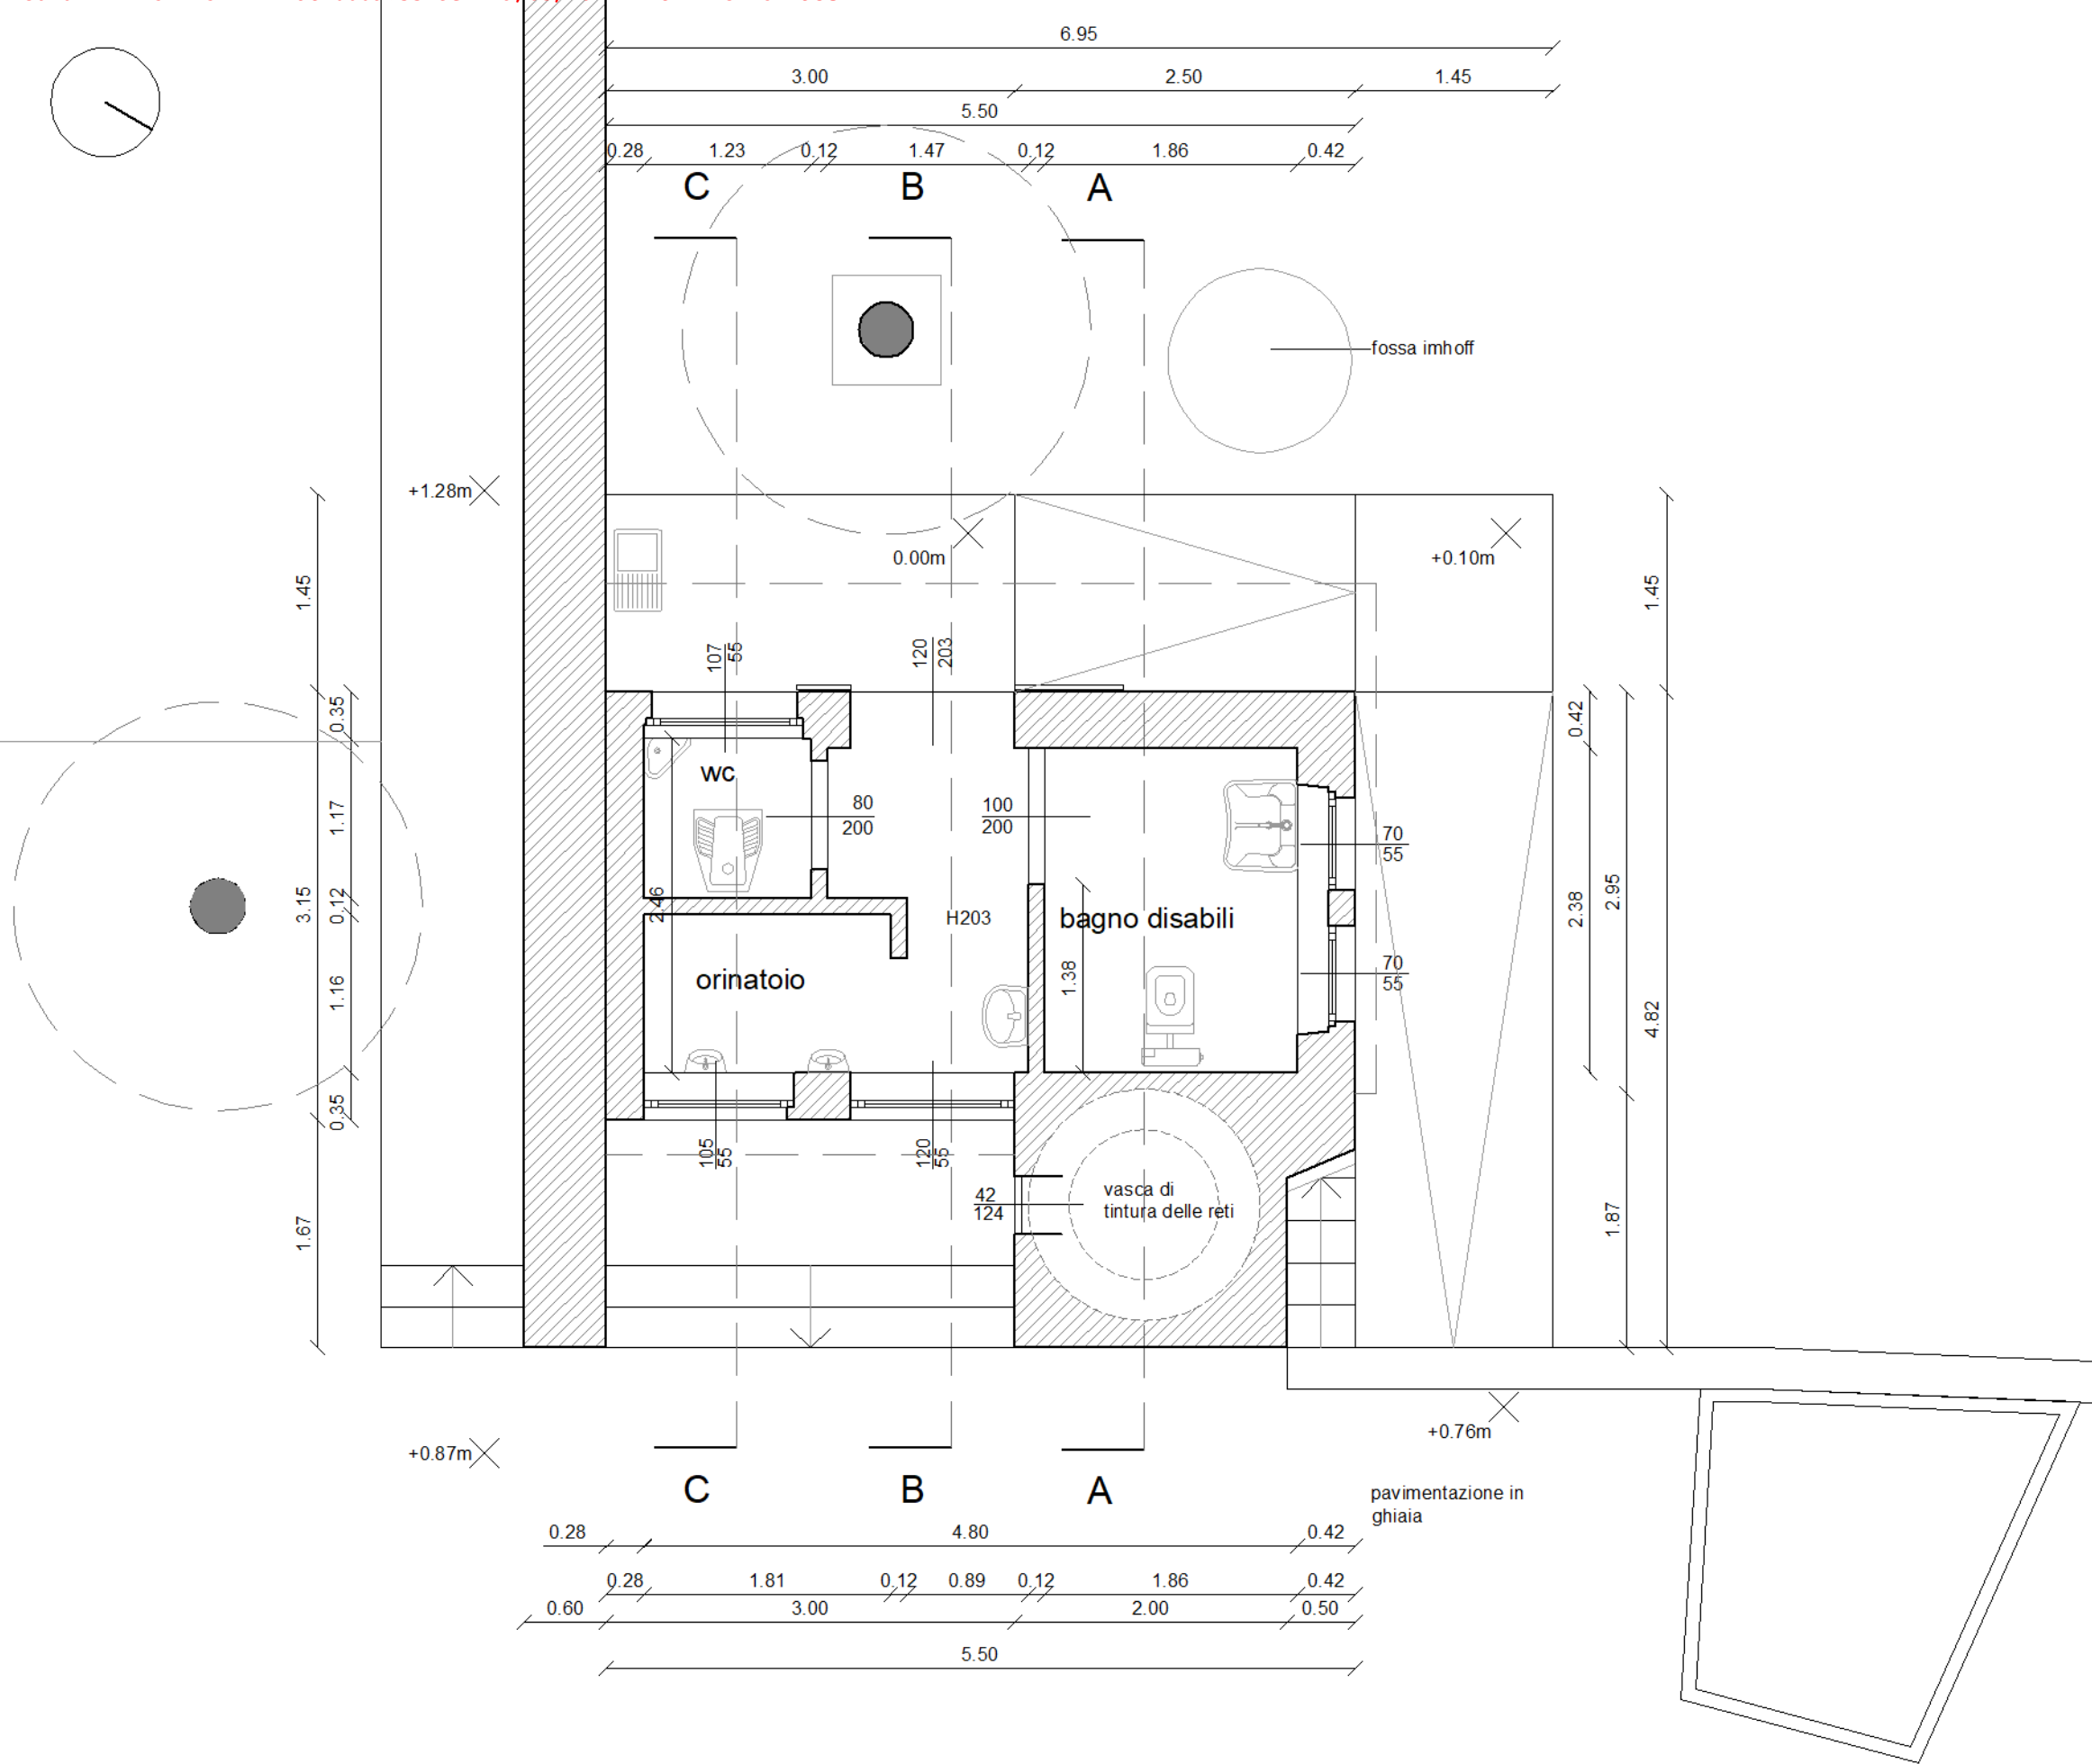 6.95
3.00 2.50 1.45
5.50
0.28 1.23 0.12 1.47 0.12 1.86 0.42
C B A
fossa imhoff
+1.28m
0.00m
+0.10m
1.45
1.45
107
55
120
203
0.35
0.42
wc
80
200
100
200
1.17
70
55
2.46
3.15
0.12
H203
bagno disabili
2.38
2.95
orinatoio
1.38
70
55
1.16
4.82
0.35
105
55
120
55
42
124
vasca di
tintura delle reti
1.67
1.87
+0.87m
+0.76m
C B A
pavimentazione in
ghiaia
0.28 4.80 0.42
0.28 1.81 0.12 0.89 0.12 1.86 0.42
0.60 3.00 2.00 0.50
5.50